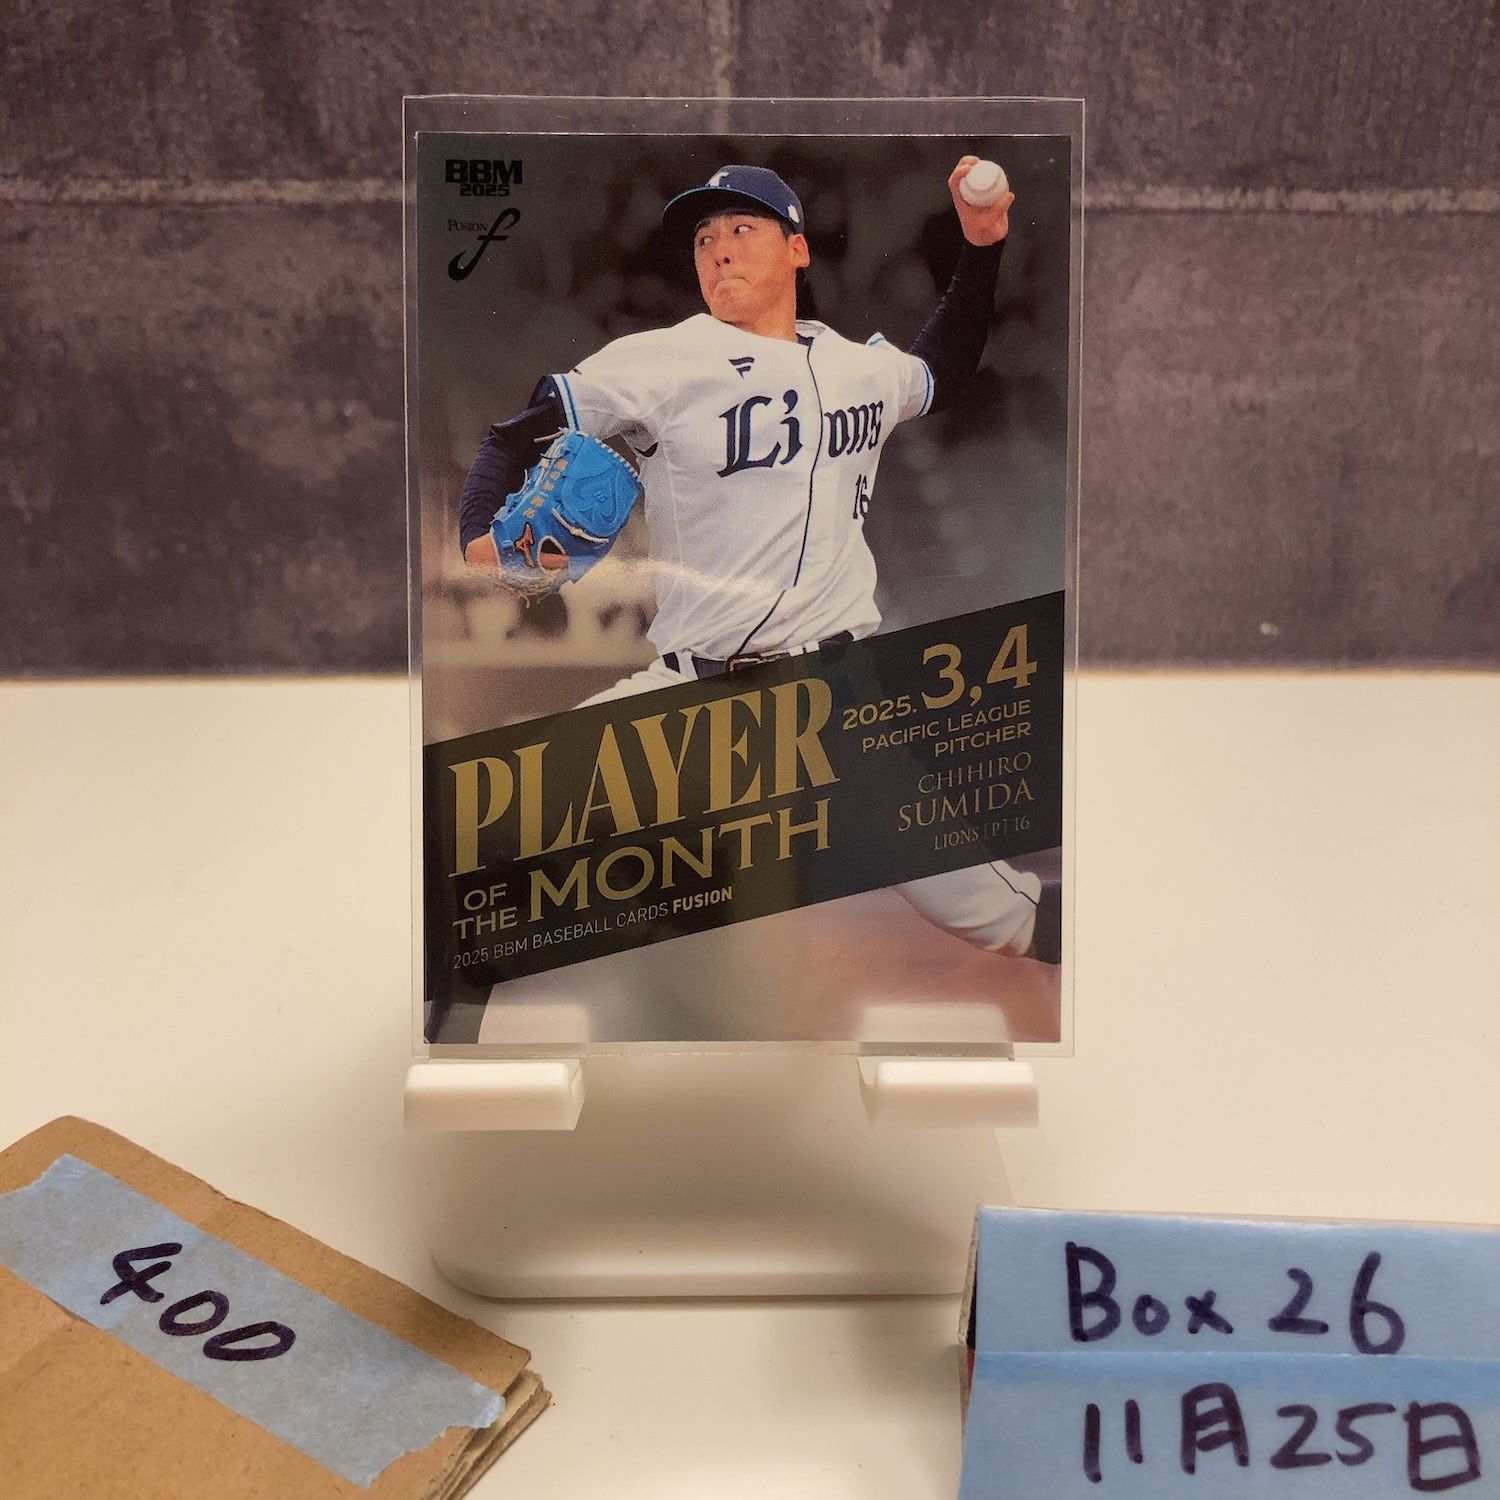 BBM
2025
FUSION f
Lions
16
PLAYER
OF THE MONTH
2025 BBM BASEBALL CARDS FUSION
2025. 3,4
PACIFIC LEAGUE
PITCHER
CHIHIRO
SUMIDA
LIONS [P] 16
400
Box 26
11月25日